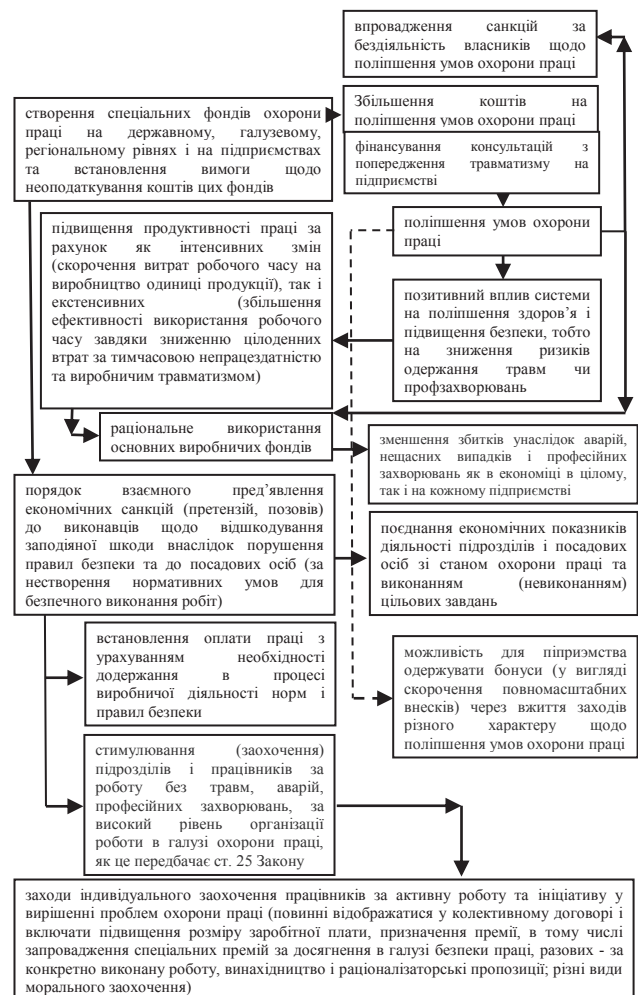 впровадження санкцій за
бездіяльність власників щодо
поліпшення умов охорони праці
створення спеціальних фондів охорони
праці на державному, галузевому,
регіональному рівнях і на підприємствах
та встановлення вимоги щодо
неоподаткування коштів цих фондів
Збільшення коштів на
поліпшення умов охорони праці
фінансування консультацій з
попередження травматизму на
підприємстві
підвищення продуктивності праці за
рахунок як інтенсивних змін
(скорочення витрат робочого часу на
виробництво одиниці продукції), так і
екстенсивних (збільшення
ефективності використання робочого
часу завдяки зниженню цілоденних
втрат за тимчасовою непрацездатністю
та виробничим травматизмом)
поліпшення умов охорони
праці
позитивний вплив системи
на поліпшення здоров’я і
підвищення безпеки, тобто
на зниження ризиків
одержання травм чи
профзахворювань
раціональне використання
основних виробничих фондів
зменшення збитків унаслідок аварій,
нещасних випадків і професійних
захворювань як в економіці в цілому,
так і на кожному підприємстві
порядок взаємного пред’явлення
економічних санкцій (претензій, позовів)
до виконавців щодо відшкодування
заподіяної шкоди внаслідок порушення
правил безпеки та до посадових осіб (за
нестворення нормативних умов для
безпечного виконання робіт)
поєднання економічних показників
діяльності підрозділів і посадових
осіб зі станом охорони праці та
виконанням (невиконанням)
цільових завдань
встановлення оплати праці з
урахуванням необхідності
додержання в процесі
виробничої діяльності норм і
правил безпеки
можливість для піприємства
одержувати бонуси (у вигляді
скорочення повномасштабних
внесків) через вжиття заходів
різного характеру щодо
поліпшення умов охорони праці
стимулювання (заохочення)
підрозділів і працівників за
роботу без травм, аварій,
професійних захворювань, за
високий рівень організації
роботи в галузі охорони праці,
як це передбачає ст. 25 Закону
заходи індивідуального заохочення працівників за активну роботу та ініціативу у
вирішенні проблем охорони праці (повинні відображатися у колективному договорі і
включати підвищення розміру заробітної плати, призначення премії, в тому числі
запровадження спеціальних премій за досягнення в галузі безпеки праці, разових - за
конкретно виконану роботу, винахідництво і раціоналізаторські пропозиції; різні види
морального заохочення)